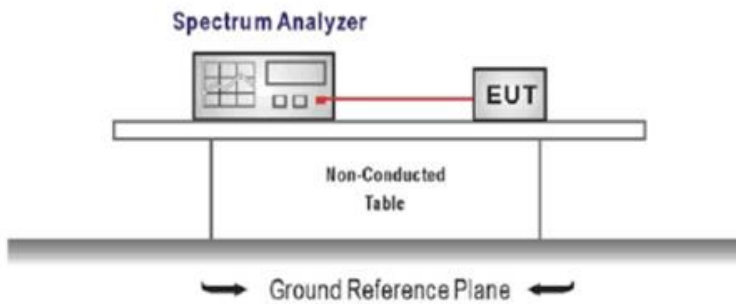 Spectrum Analyzer
EUT
Non-Conducted
Table
Ground Reference Plane